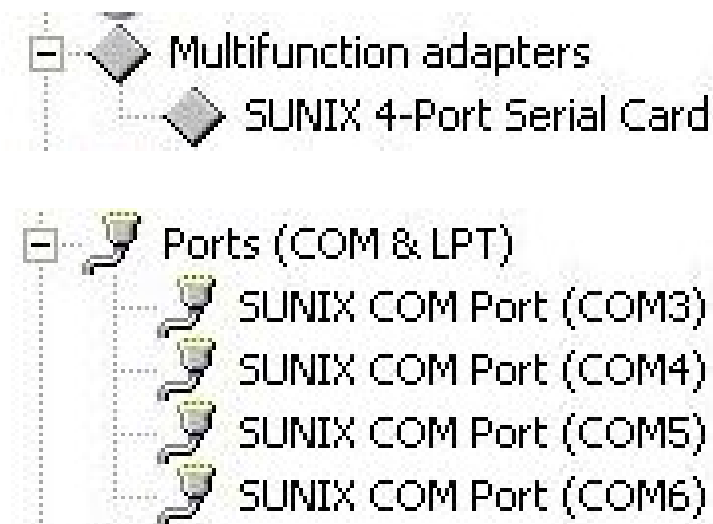 Multifunction adapters
SUNIX 4-Port Serial Card
Ports (COM & LPT)
SUNIX COM Port (COM3)
SUNIX COM Port (COM4)
SUNIX COM Port (COM5)
SUNIX COM Port (COM6)